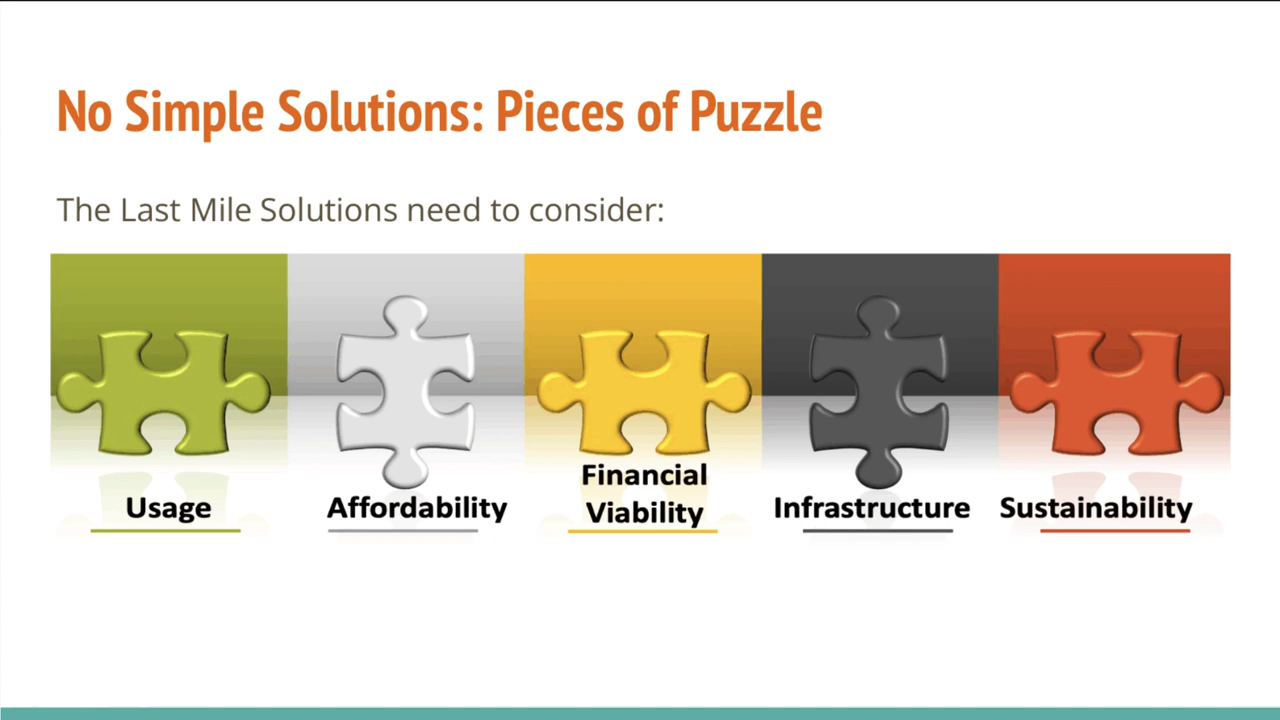 No Simple Solutions: Pieces of Puzzle
The Last Mile Solutions need to consider:
Usage
Affordability
Financial
Viability
Infrastructure
Sustainability